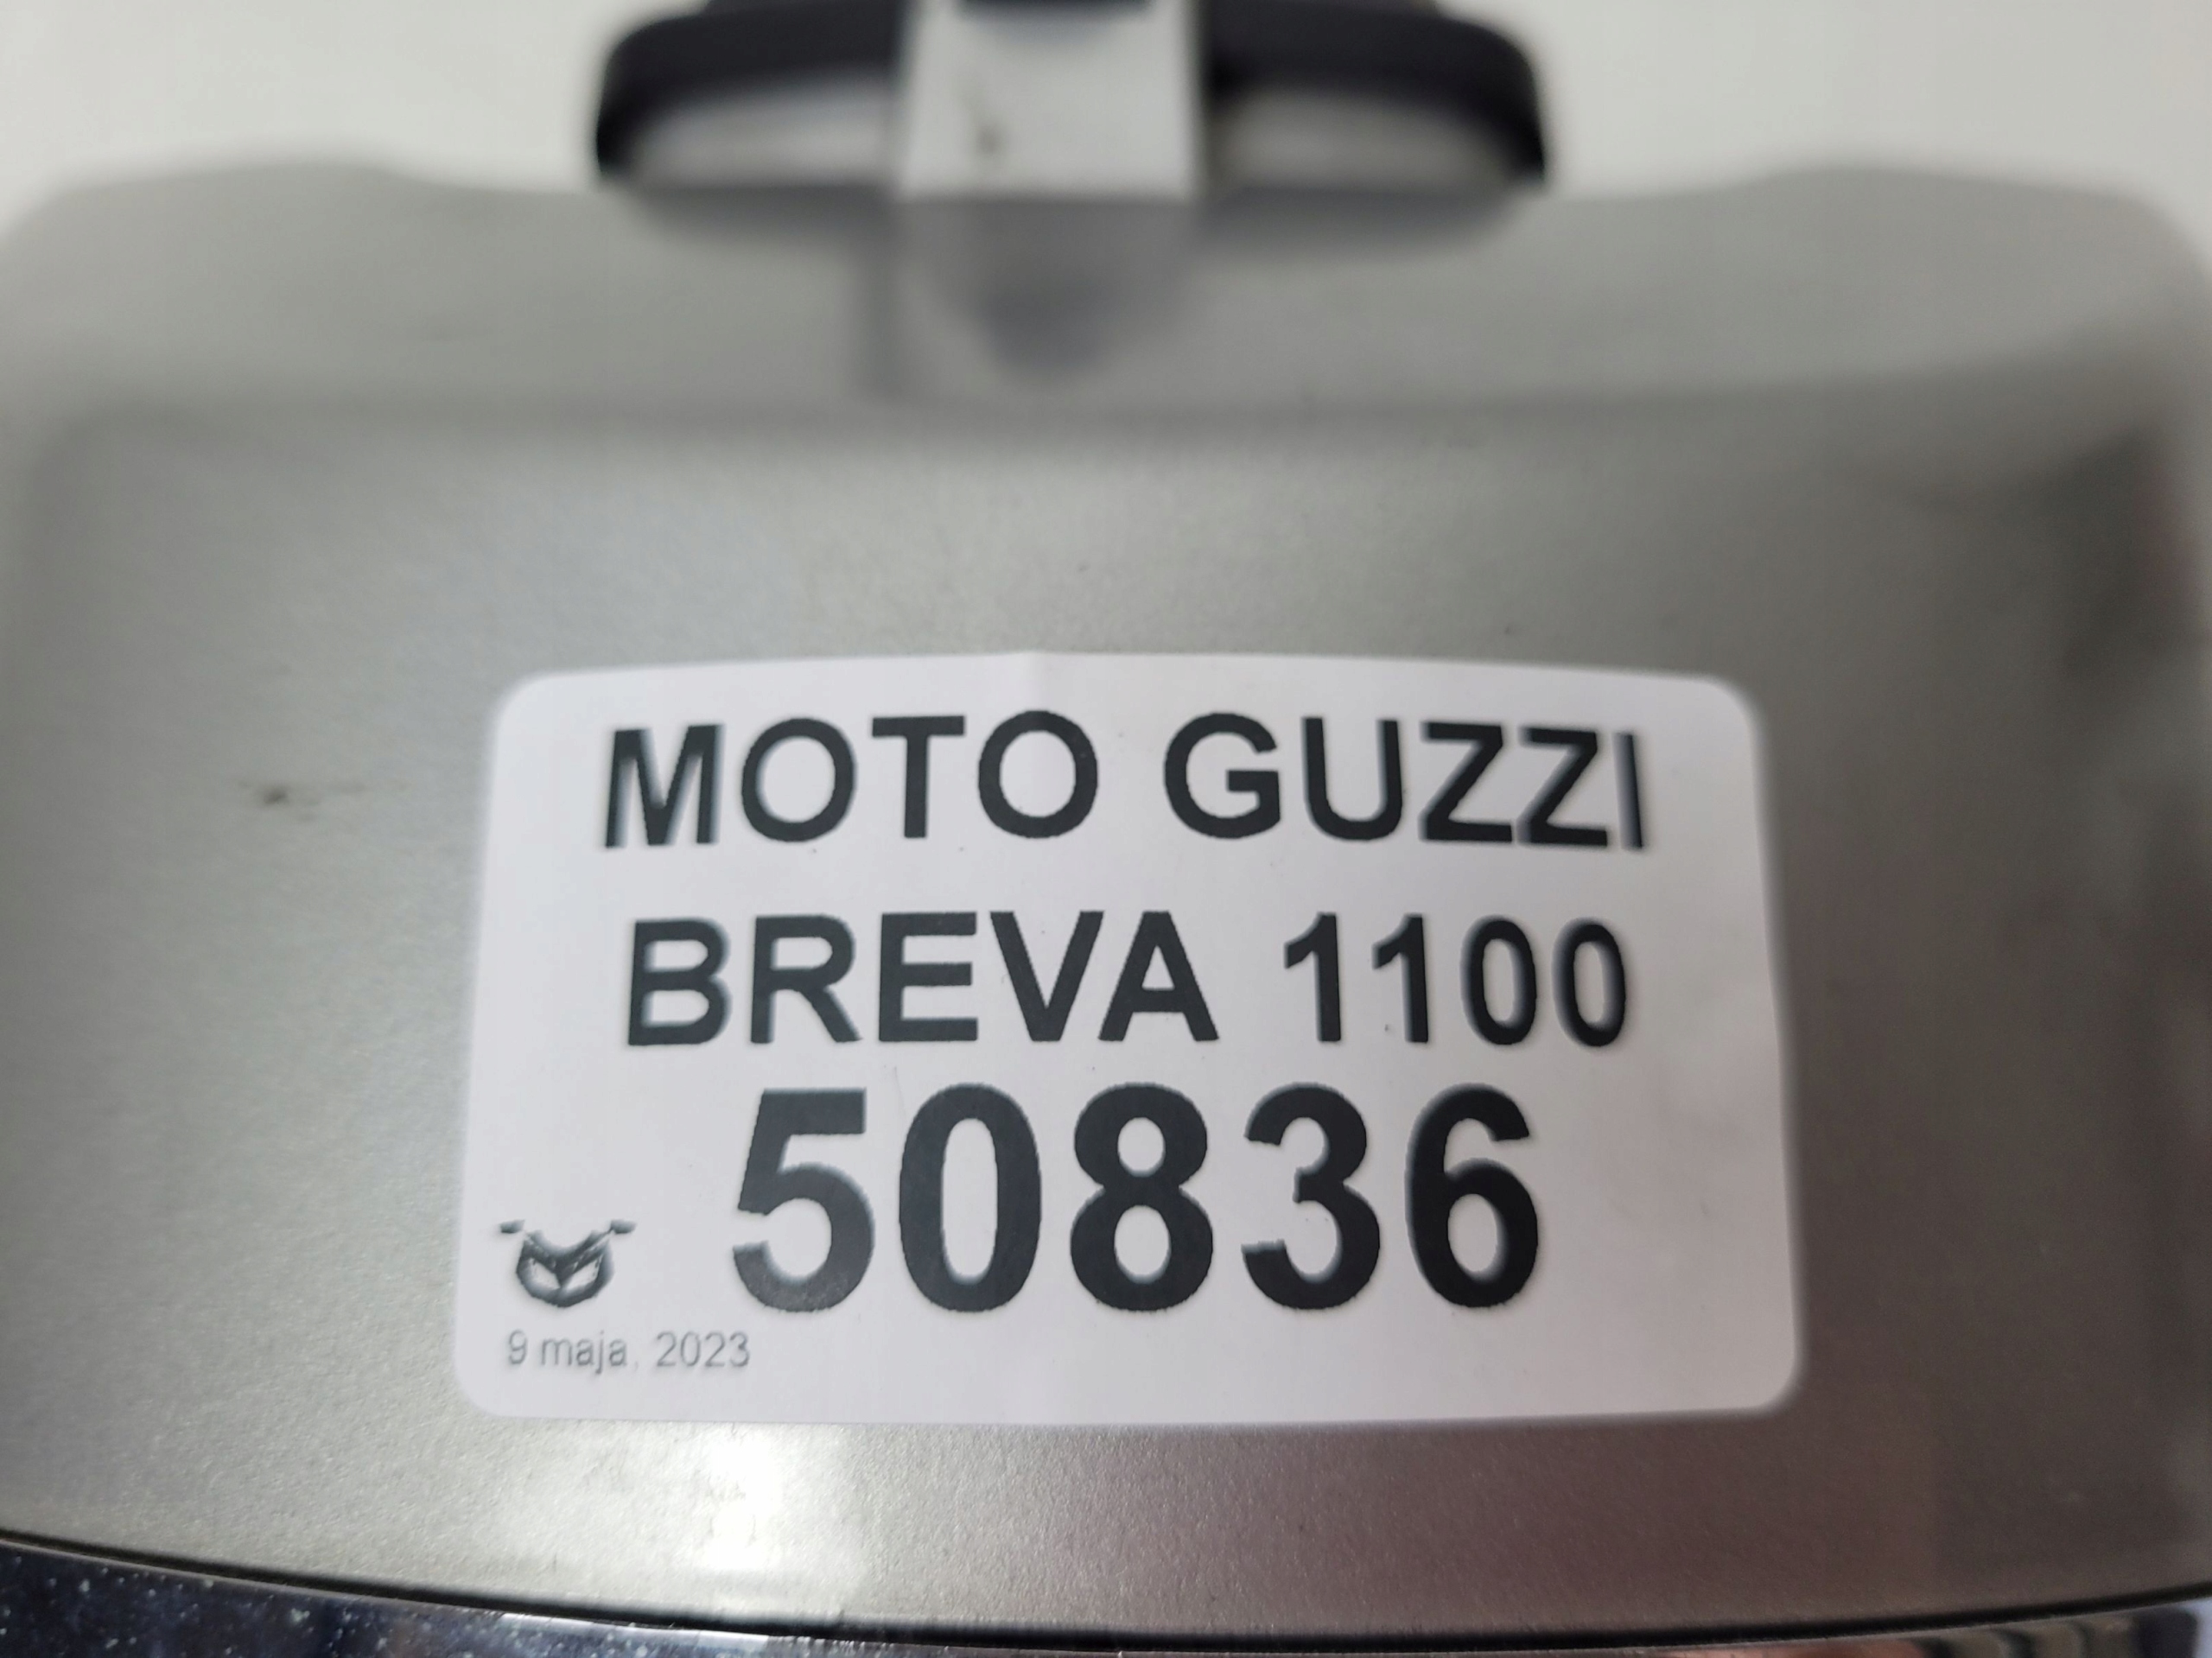 MOTO GUZZI
BREVA 1100
50836
9 maja, 2023